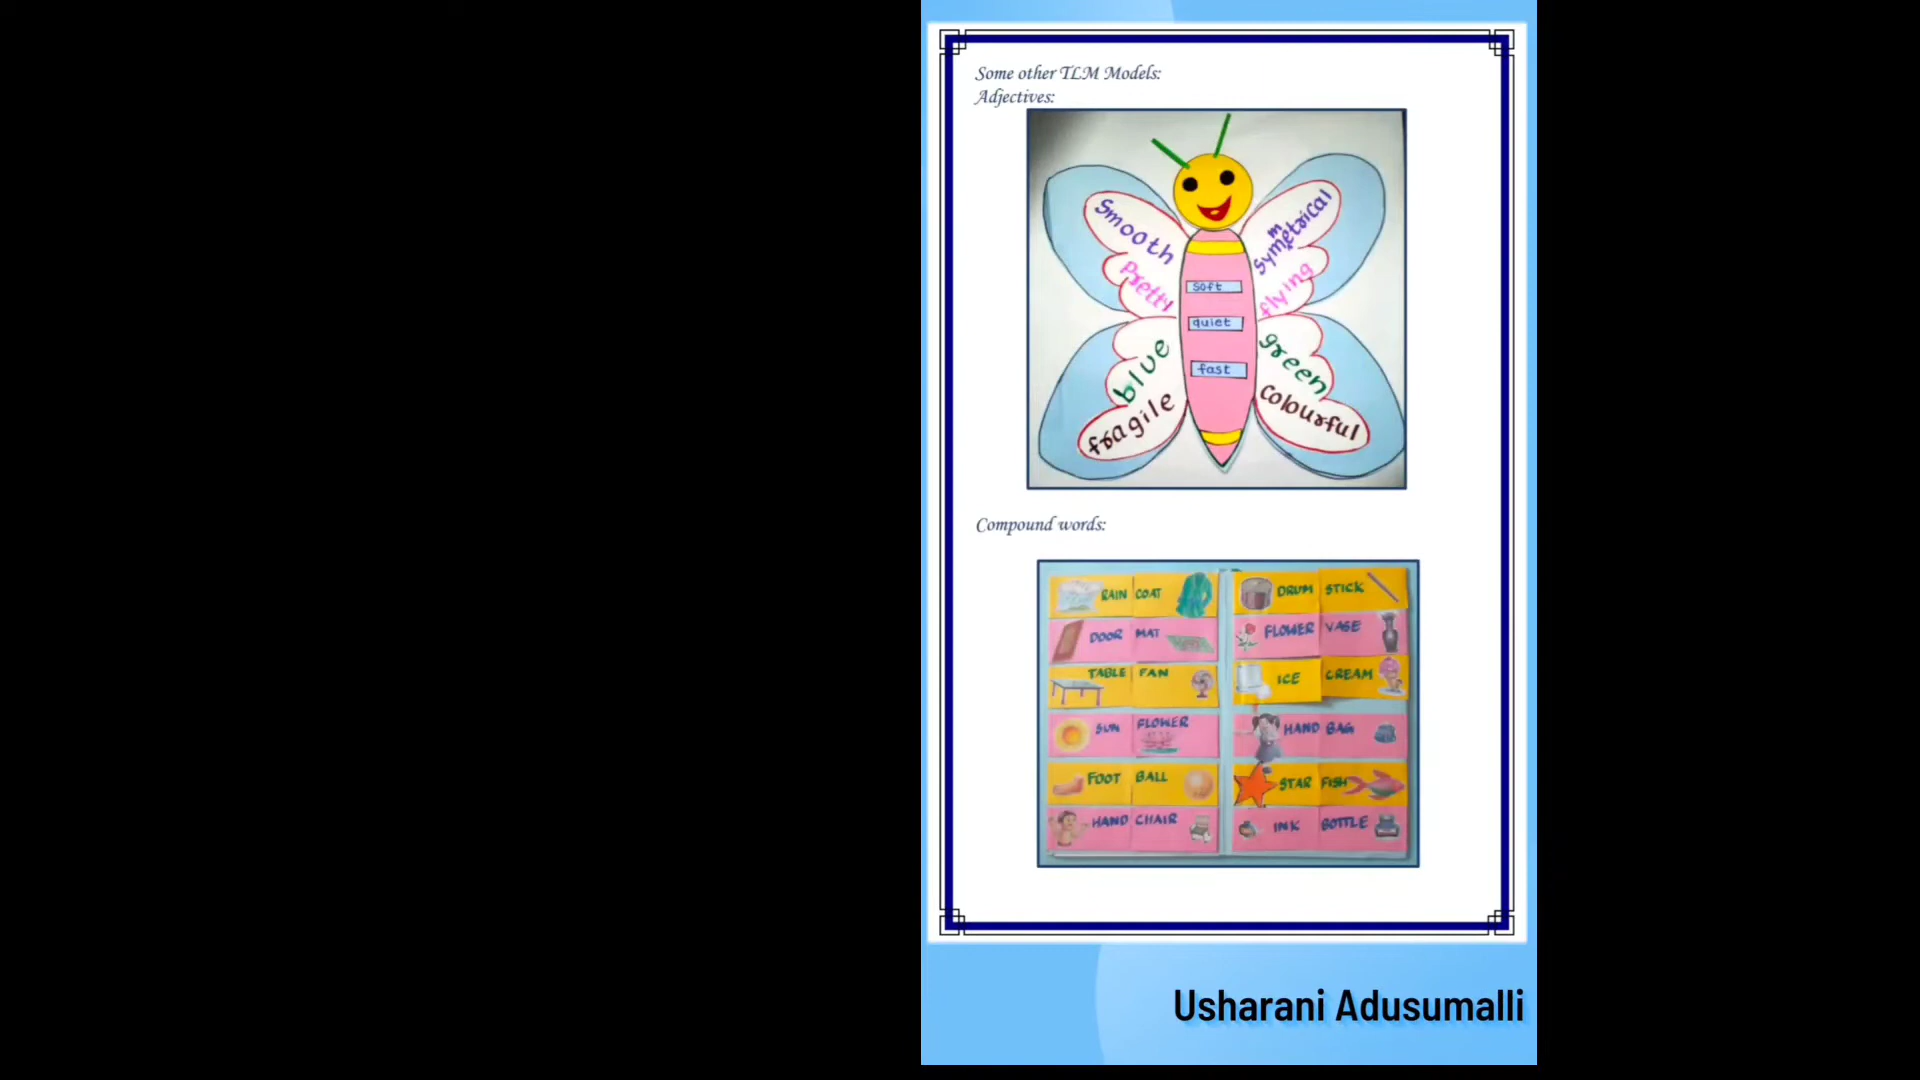 Some other TLM Models:
Adjectives:
smooth
pretty
symmetrical
flying
soft
quiet
fast
blue
fragile
green
colourful
Compound words:
RAIN COAT
DOOR MAT
TABLE FAN
SUN FLOWER
FOOT BALL
HAND CHAIR
DRUM STICK
FLOWER VASE
ICE CREAM
HAND BAG
STAR FISH
INK BOTTLE
Usharani Adusumalli